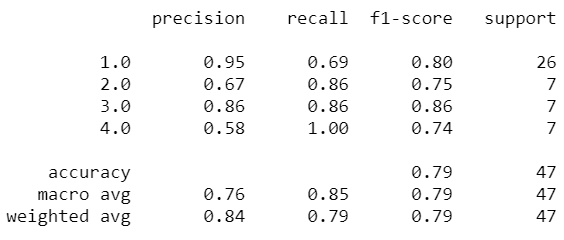 precision recall f1-score support
1.0 0.95 0.69 0.80 26
2.0 0.67 0.86 0.75 7
3.0 0.86 0.86 0.86 7
4.0 0.58 1.00 0.74 7
accuracy 0.79 47
macro avg 0.76 0.85 0.79 47
weighted avg 0.84 0.79 0.79 47